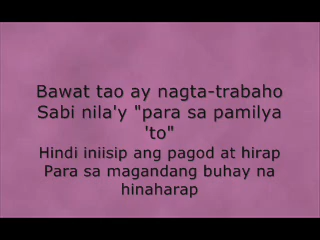 Bawat tao ay nagta-trabaho
Sabi nila'y "para sa pamilya
'to"
Hindi iniisip ang pagod at hirap
Para sa magandang buhay na
hinaharap